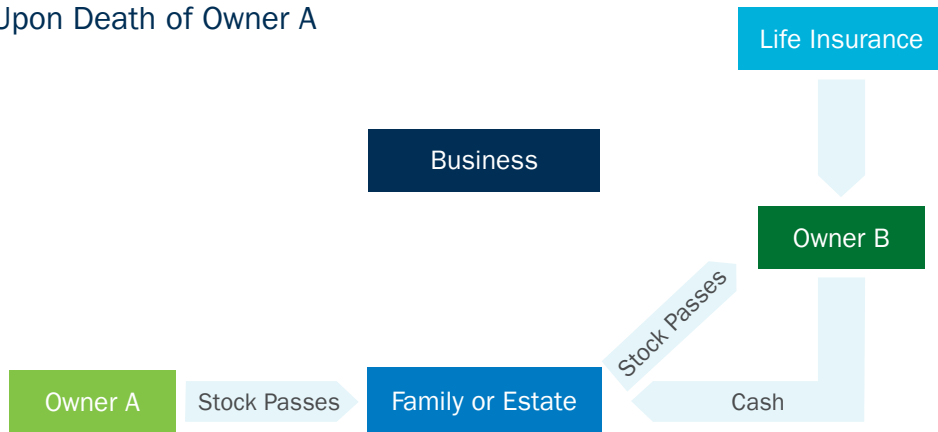 Upon Death of Owner A
Life Insurance
Business
Owner B
Stock Passes
Owner A
Stock Passes
Family or Estate
Cash